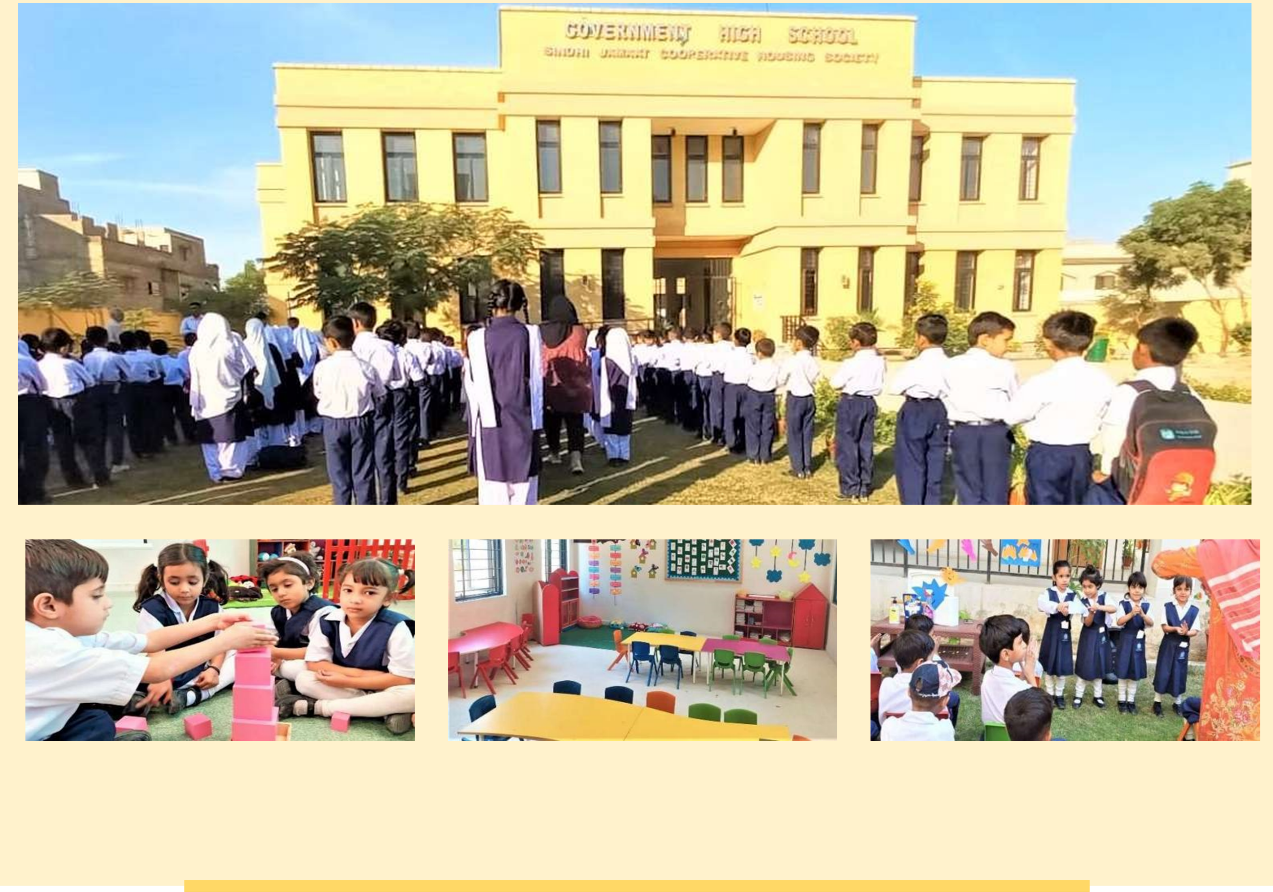 GOVERNMENT HIGH SCHOOL
SINDHI JAMAAT COOPERATIVE HOUSING SOCIETY